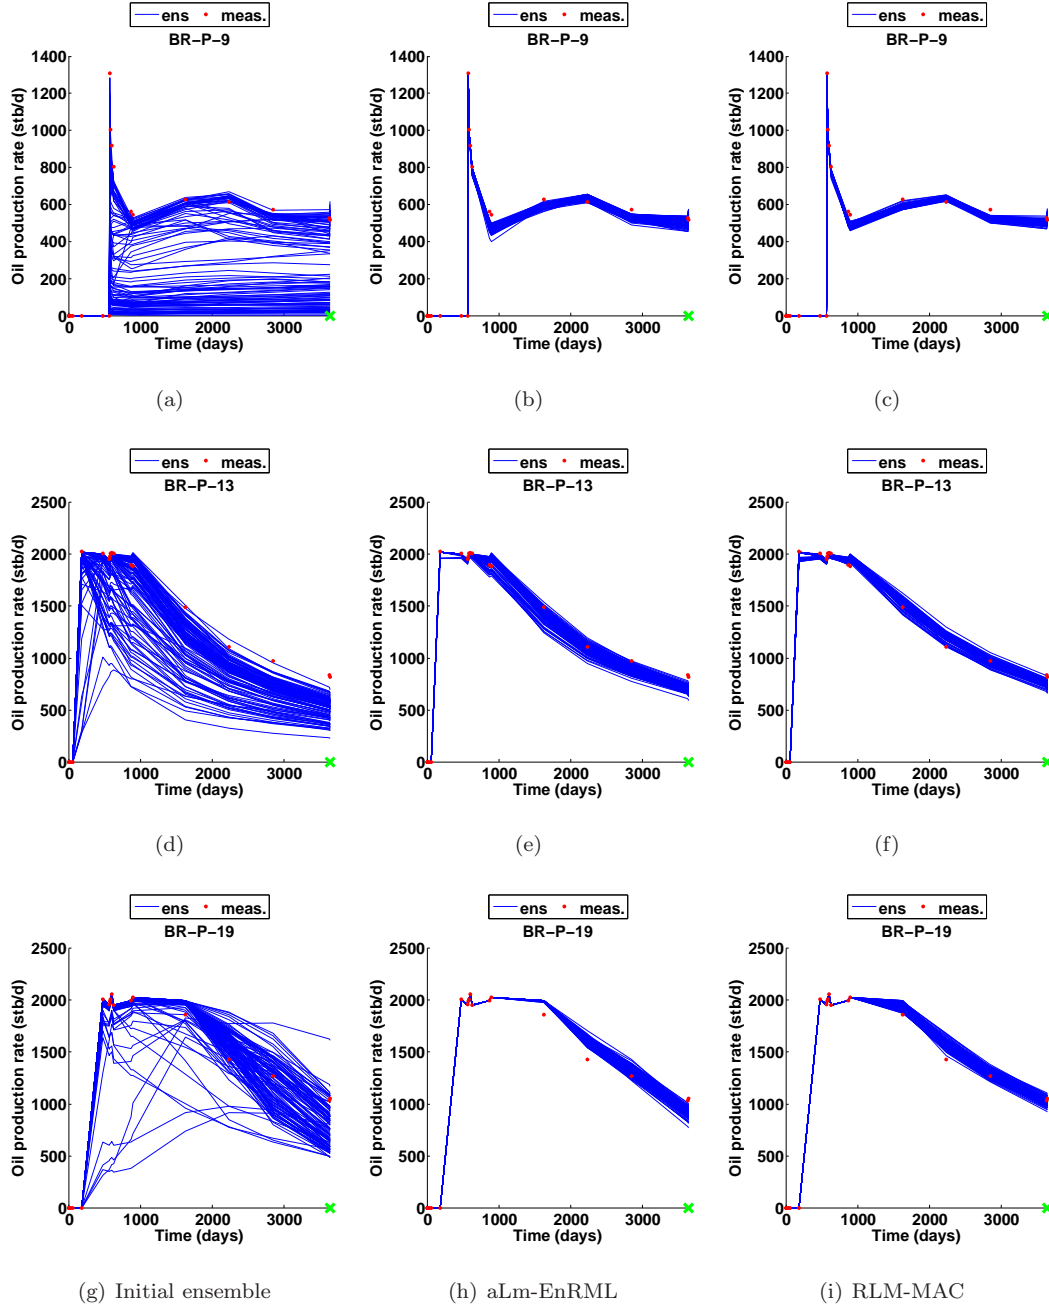 ens meas. ens meas. ens meas.
BR-P-9 BR-P-9 BR-P-9
1400 1400 1400
1200 1200 1200
1000 1000 1000
800 800 800
600 600 600
400 400 400
200 200 200
0 0 0
Oil production rate (stb/d) Oil production rate (stb/d) Oil production rate (stb/d)
0 1000 2000 3000 0 1000 2000 3000 0 1000 2000 3000
Time (days) Time (days) Time (days)
(a) (b) (c)
ens meas. ens meas. ens meas.
BR-P-13 BR-P-13 BR-P-13
2500 2500 2500
2000 2000 2000
1500 1500 1500
1000 1000 1000
500 500 500
0 0 0
Oil production rate (stb/d) Oil production rate (stb/d) Oil production rate (stb/d)
0 1000 2000 3000 0 1000 2000 3000 0 1000 2000 3000
Time (days) Time (days) Time (days)
(d) (e) (f)
ens meas. ens meas. ens meas.
BR-P-19 BR-P-19 BR-P-19
2500 2500 2500
2000 2000 2000
1500 1500 1500
1000 1000 1000
500 500 500
0 0 0
Oil production rate (stb/d) Oil production rate (stb/d) Oil production rate (stb/d)
0 1000 2000 3000 0 1000 2000 3000 0 1000 2000 3000
Time (days) Time (days) Time (days)
(g) Initial ensemble (h) aLm-EnRML (i) RLM-MAC